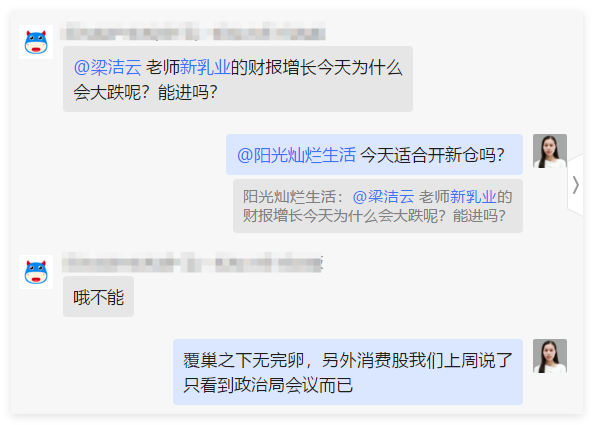 @梁洁云 老师新乳业的财报增长今天为什么
会大跌呢？能进吗？
@阳光灿烂生活 今天适合开新仓吗？
阳光灿烂生活：@梁洁云 老师新乳业的
财报增长今天为什么会大跌呢？能进吗？
哦不能
覆巢之下无完卵，另外消费股我们上周说了
只看到政治局会议而已